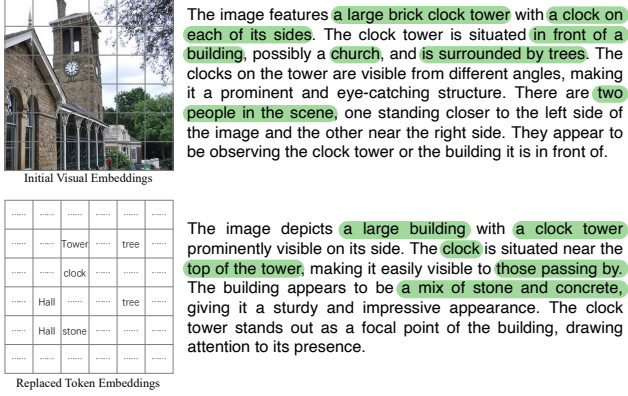 The image features a large brick clock tower with a clock on
each of its sides. The clock tower is situated in front of a
building, possibly a church, and is surrounded by trees. The
clocks on the tower are visible from different angles, making
it a prominent and eye-catching structure. There are two
people in the scene, one standing closer to the left side of
the image and the other near the right side. They appear to
be observing the clock tower or the building it is in front of.
Initial Visual Embeddings
...... ...... ...... ...... ...... ......
...... ...... Tower ...... tree ......
...... ...... clock ...... ...... ......
...... Hall ...... ...... tree ......
...... Hall stone ...... ...... ......
...... ...... ...... ...... ...... ......
Replaced Token Embeddings
The image depicts a large building with a clock tower
prominently visible on its side. The clock is situated near the
top of the tower, making it easily visible to those passing by.
The building appears to be a mix of stone and concrete,
giving it a sturdy and impressive appearance. The clock
tower stands out as a focal point of the building, drawing
attention to its presence.